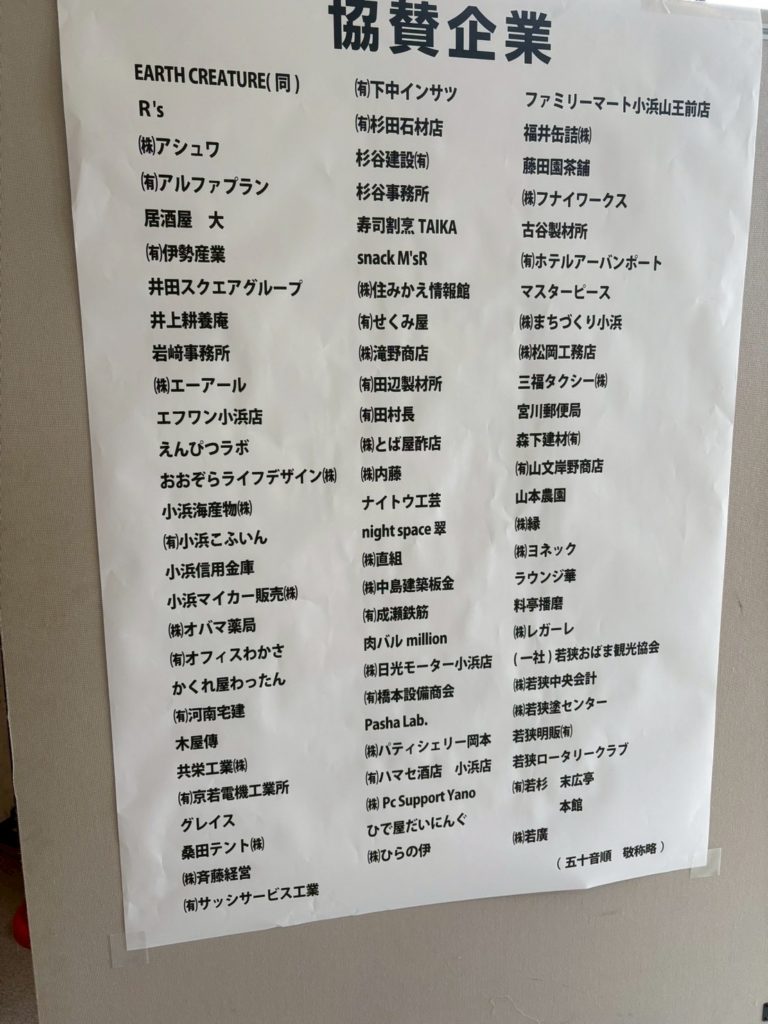 協賛企業
EARTH CREATURE(同)
R's
㈱アシュワ
㈲アルファプラン
居酒屋　大
㈲伊勢産業
井田スクエアグループ
井上耕養庵
岩﨑事務所
㈱エーアール
エフワン小浜店
えんぴつラボ
おおぞらライフデザイン㈱
小浜海産物㈱
㈲小浜こふいん
小浜信用金庫
小浜マイカー販売㈱
㈱オバマ薬局
㈲オフィスわかさ
かくれ屋わったん
㈲河南宅建
木屋傳
共栄工業㈱
㈲京若電機工業所
グレイス
桑田テント㈱
㈱斉藤経営
㈲サッシサービス工業
㈲下中インサツ
㈲杉田石材店
杉谷建設㈲
杉谷事務所
寿司割烹 TAIKA
snack M'sR
㈱住みかえ情報館
㈲せくみ屋
㈱滝野商店
㈲田辺製材所
㈲田村長
㈱とば屋酢店
㈱内藤
ナイトウ工芸
night space 翠
㈱直組
㈱中島建築板金
㈲成瀬鉄筋
肉バル million
㈱日光モーター小浜店
㈲橋本設備商会
Pasha Lab.
㈱パティシェリー岡本
㈲ハマセ酒店　小浜店
㈱ Pc Support Yano
ひで屋だいにんぐ
㈱ひらの伊
ファミリーマート小浜山王前店
福井缶詰㈱
藤田園茶舗
㈱フナイワークス
古谷製材所
㈲ホテルアーバンポート
マスターピース
㈱まちづくり小浜
㈱松岡工務店
三福タクシー㈱
宮川郵便局
森下建材㈲
㈲山文岸野商店
山本農園
㈱縁
㈱ヨネック
ラウンジ華
料亭播磨
㈱レガーレ
(一社)若狭おばま観光協会
㈱若狭中央会計
㈱若狭塗センター
若狭明販㈲
若狭ロータリークラブ
㈲若杉　末広亭
本館
㈱若廣
(五十音順　敬称略)